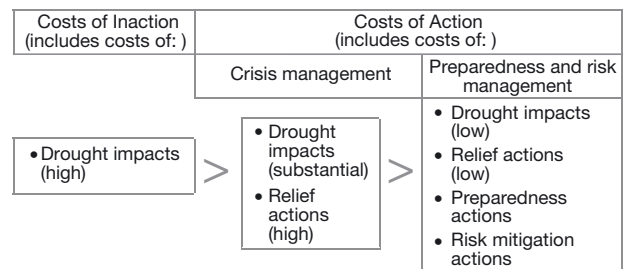 Costs of Inaction
(includes costs of: )
Costs of Action
(includes costs of: )
Crisis management
Preparedness and risk
management
• Drought impacts
(high)
>
• Drought
impacts
(substantial)
• Relief
actions
(high)
>
• Drought impacts
(low)
• Relief actions
(low)
• Preparedness
actions
• Risk mitigation
actions